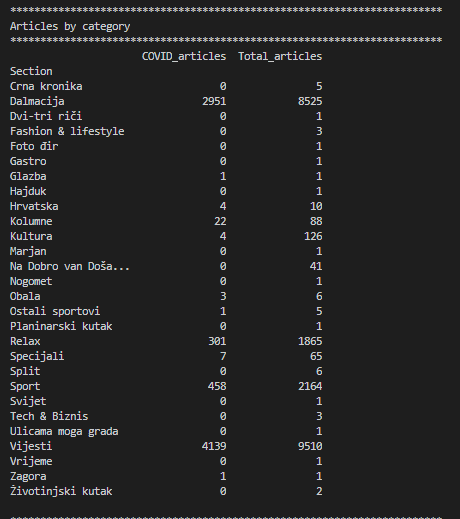 **********************************************************************
Articles by category
**********************************************************************
COVID_articles Total_articles
Section
Crna kronika 0 5
Dalmacija 2951 8525
Dvi-tri riči 0 1
Fashion & lifestyle 0 3
Foto đir 0 1
Gastro 0 1
Glazba 1 1
Hajduk 0 1
Hrvatska 4 10
Kolumne 22 88
Kultura 4 126
Marjan 0 1
Na Dobro van Doša... 0 41
Nogomet 0 1
Obala 3 6
Ostali sportovi 1 5
Planinarski kutak 0 1
Relax 301 1865
Specijali 7 65
Split 0 6
Sport 458 2164
Svijet 0 1
Tech & Biznis 0 3
Ulicama moga grada 0 1
Vijesti 4139 9510
Vrijeme 0 1
Zagora 1 1
Životinjski kutak 0 2
**********************************************************************